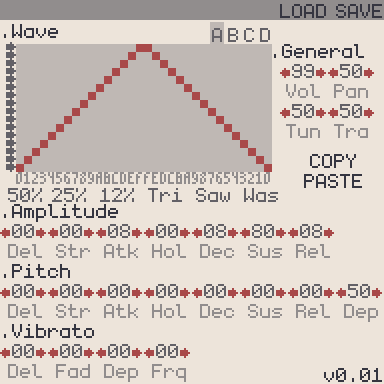 LOAD SAVE
.Wave
A B C D
.General
99 50
Vol Pan
50 50
Tun Tra
COPY
PASTE
0123456789ABCDEFFEDCBA9876543210
50% 25% 12% Tri Saw Was
.Amplitude
00 00 08 00 08 80 08
Del Str Atk Hol Dec Sus Rel
.Pitch
00 00 00 00 00 00 00 50
Del Str Atk Hol Dec Sus Rel Dep
.Vibrato
00 00 00 00
Del Fad Dep Frq
v0.01